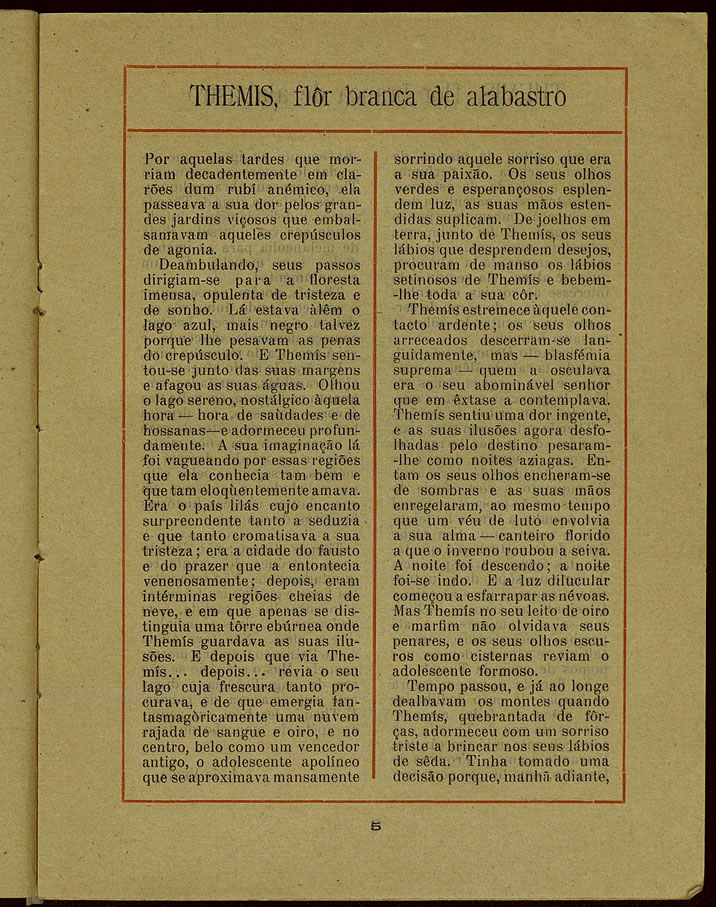 THEMIS, flôr branca de alabastro
Por aquelas tardes que mor-
riam decadentemente em cla-
rões dum rubí anémico, ela
passeava a sua dor pelos gran-
des jardins viçosos que embal-
samavam aqueles crepúsculos
de agonia.
Deambulando, seus passos
dirigiam-se para a floresta
imensa, opulenta de tristeza e
de sonho. Lá estava alêm o
lago azul, mais negro talvez
porque lhe pesavam as penas
do crepúsculo. E Themís sen-
tou-se junto das suas margens
e afagou as suas águas. Olhou
o lago sereno, nostálgico àquela
hora — hora de saùdades e de
hossanas—e adormeceu profun-
damente. A sua imaginação lá
foi vagueando por essas regiões
que ela conhecia tam bem e
que tam eloqùentemente amava.
Era o país lilás cujo encanto
surpreendente tanto a seduzia
e que tanto cromatisava a sua
tristeza; era a cidade do fausto
e do prazer que a entontecia
venenosamente; depois, eram
intérminas regiões cheias de
neve, e em que apenas se dis-
tinguia uma tôrre ebúrnea onde
Themís guardava as suas ilu-
sões. E depois que via The-
mís... depois... revia o seu
lago cuja frescura tanto pro-
curava, e de que emergia fan-
tasmagòricamente uma nuvem
rajada de sangue e oiro, e no
centro, belo como um vencedor
antigo, o adolescente apolíneo
que se aproximava mansamente
sorrindo aquele sorriso que era
a sua paixão. Os seus olhos
verdes e esperançosos esplen-
dem luz, as suas mãos esten-
didas suplicam. De joelhos em
terra, junto de Themís, os seus
lábios que desprendem desejos,
procuram de manso os lábios
setinosos de Themís e bebem-
-lhe toda a sua côr.
Themís estremece àquele con-
tacto ardente; os seus olhos
arreceados descerram-se lan-
guidamente, mas — blasfémia
suprema — quem a osculava
era o seu abominável senhor
que em êxtase a contemplava.
Themís sentiu uma dor ingente,
e as suas ilusões agora desfo-
lhadas pelo destino pesaram-
-lhe como noites aziagas. En-
tam os seus olhos encheram-se
de sombras e as suas mãos
enregelaram, ao mesmo tempo
que um véu de luto envolvia
a sua alma — canteiro florido
a que o inverno roubou a seiva.
A noite foi descendo; a noite
foi-se indo. E a luz dilucular
começou a esfarrapar as névoas.
Mas Themís no seu leito de oiro
e marfim não olvidava seus
penares, e os seus olhos escu-
ros como cisternas reviam o
adolescente formoso.
Tempo passou, e já ao longe
dealbavam os montes quando
Themís, quebrantada de fôr-
ças, adormeceu com um sorriso
triste a brincar nos seus lábios
de sêda. Tinha tomado uma
decisão porque, manhã adiante,
5